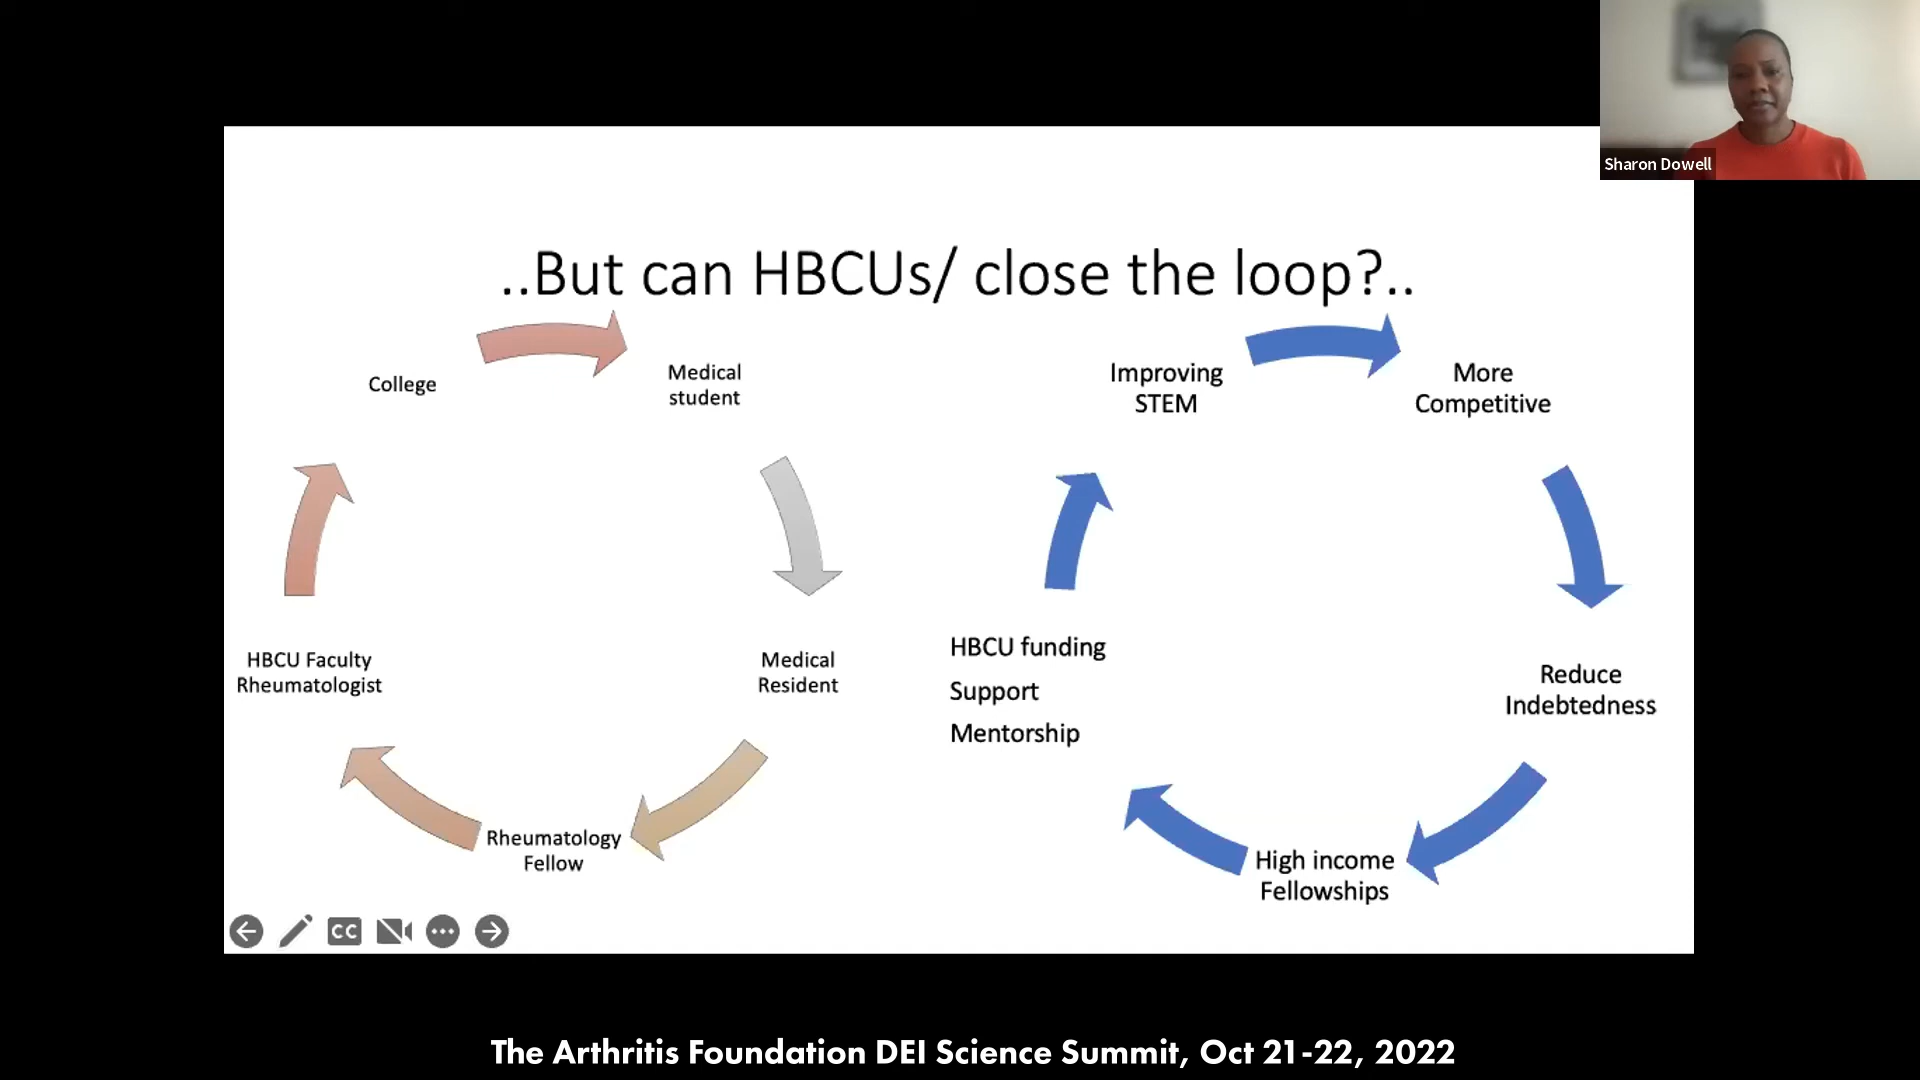 Sharon Dowell
..But can HBCUs/ close the loop?..
College
Medical
student
Medical
Resident
Rheumatology
Fellow
HBCU Faculty
Rheumatologist
Improving
STEM
More
Competitive
Reduce
Indebtedness
High income
Fellowships
HBCU funding
Support
Mentorship
CC
The Arthritis Foundation DEI Science Summit, Oct 21-22, 2022